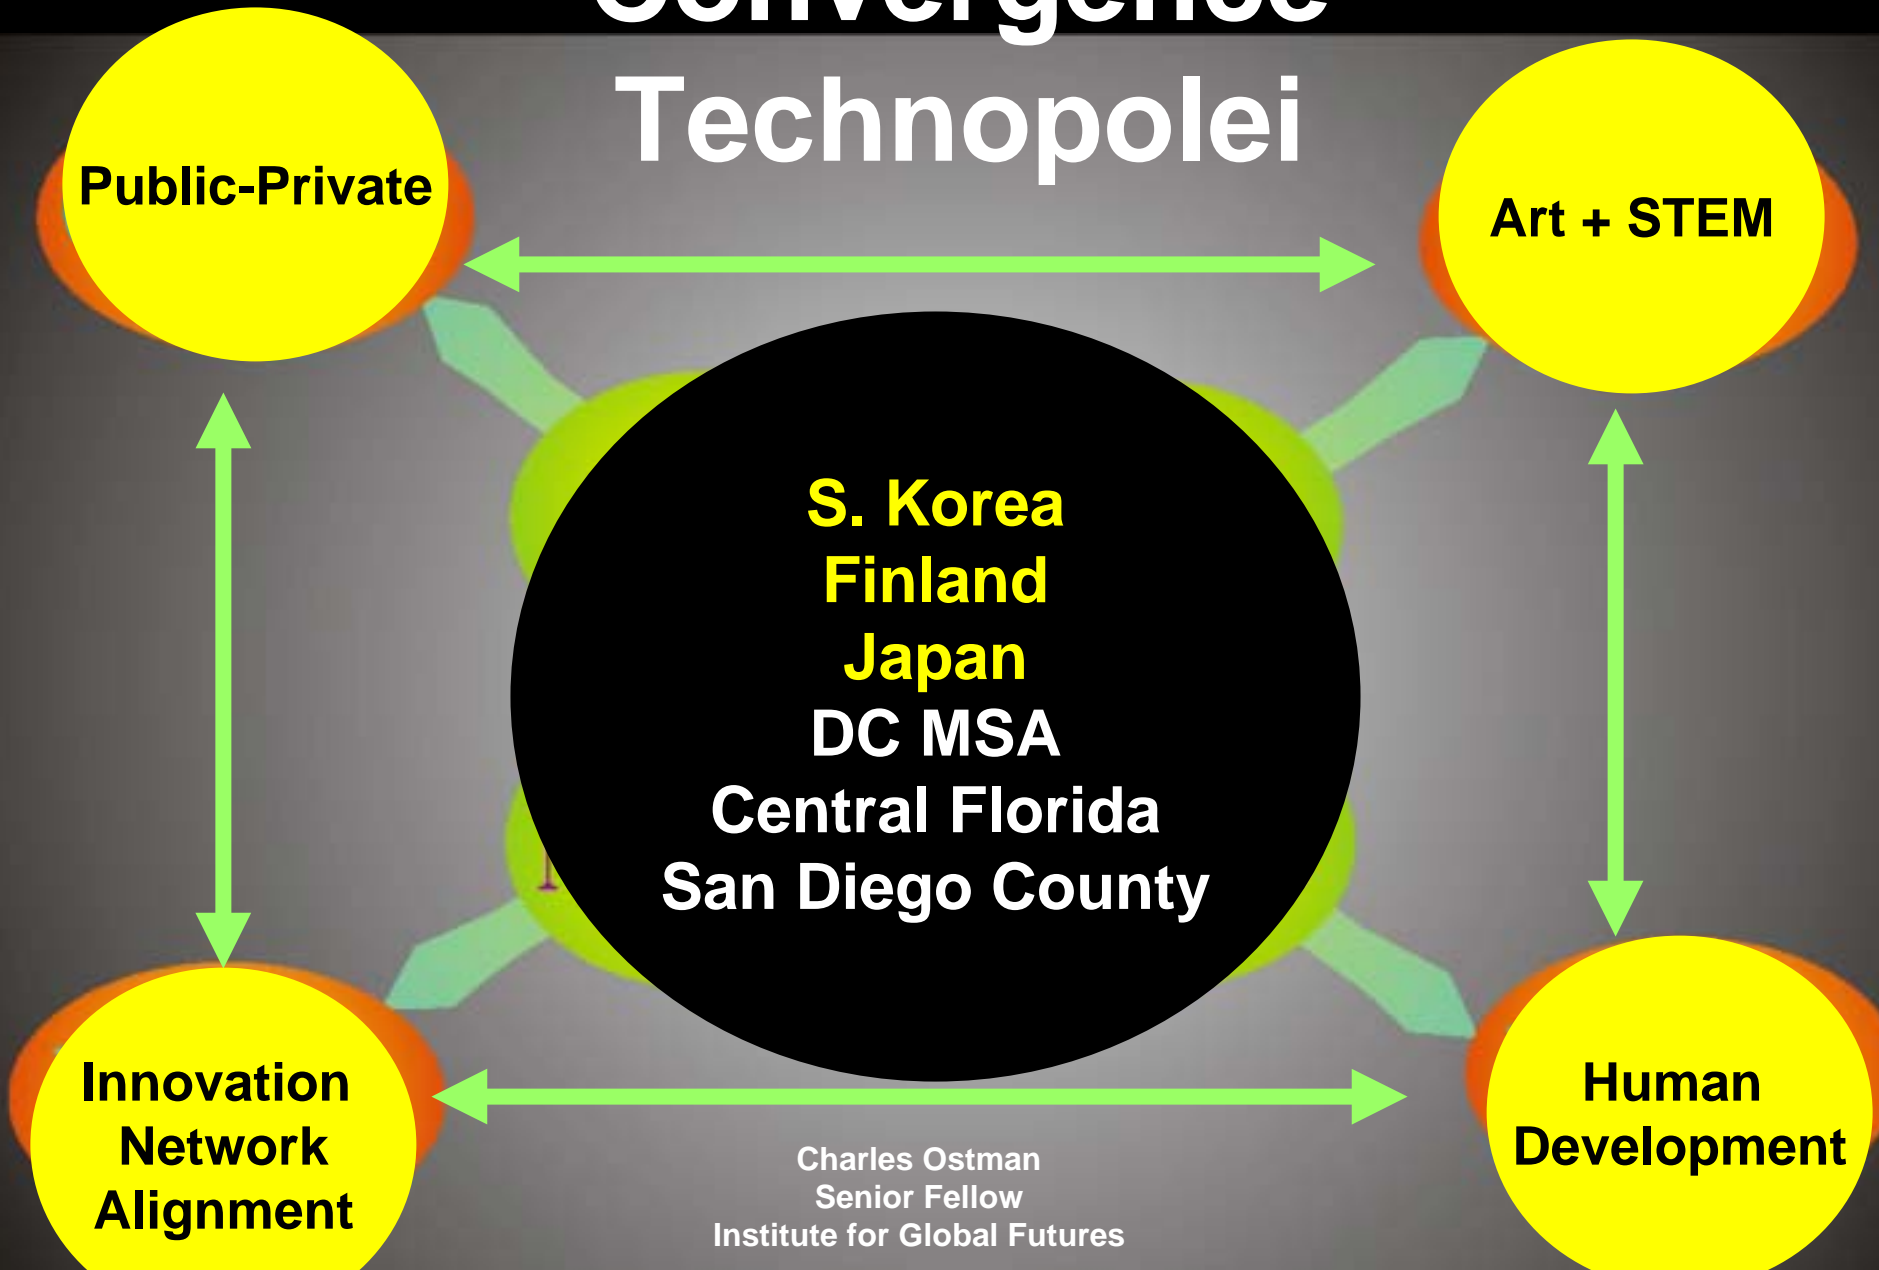 Convergence
Technopolei
Public-Private
Art + STEM
S. Korea
Finland
Japan
DC MSA
Central Florida
San Diego County
Innovation
Network
Alignment
Human
Development
Charles Ostman
Senior Fellow
Institute for Global Futures